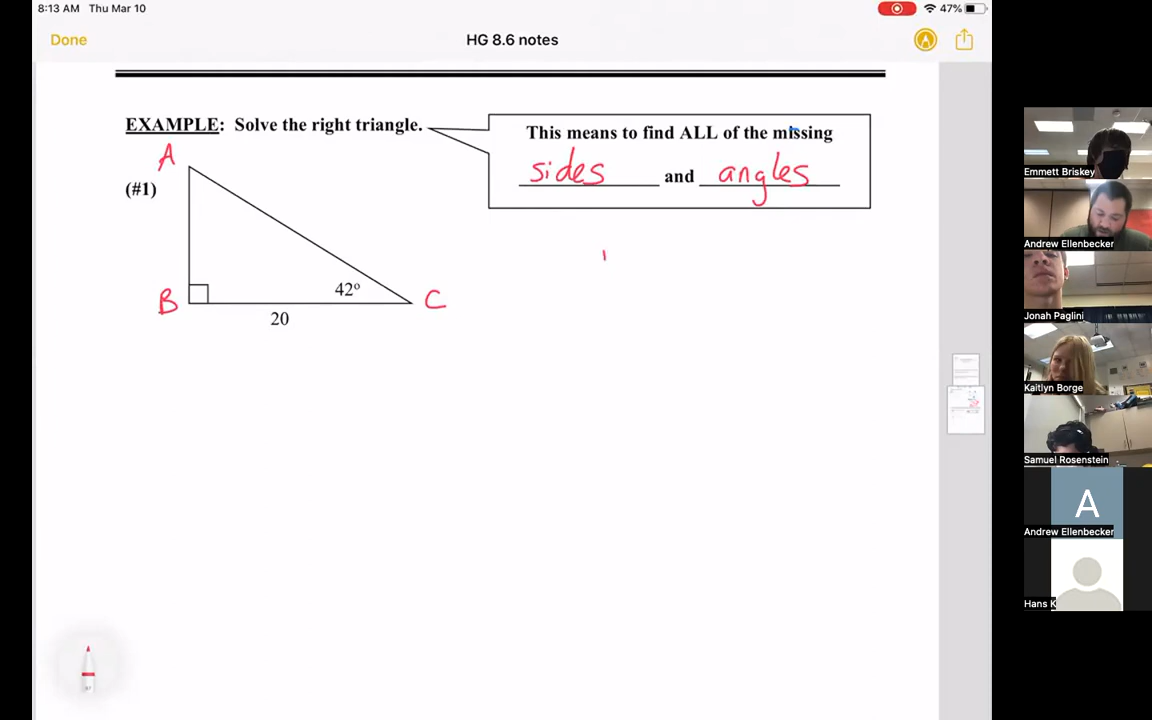 8:13 AM Thu Mar 10
47%
Done
HG 8.6 notes
EXAMPLE: Solve the right triangle.
This means to find ALL of the missing
sides and angles
A
(#1)
B
42º
C
20
Emmett Briskey
Andrew Ellenbecker
Jonah Paglini
Kaitlyn Borge
Samuel Rosenstein
A
Andrew Ellenbecker
Hans K